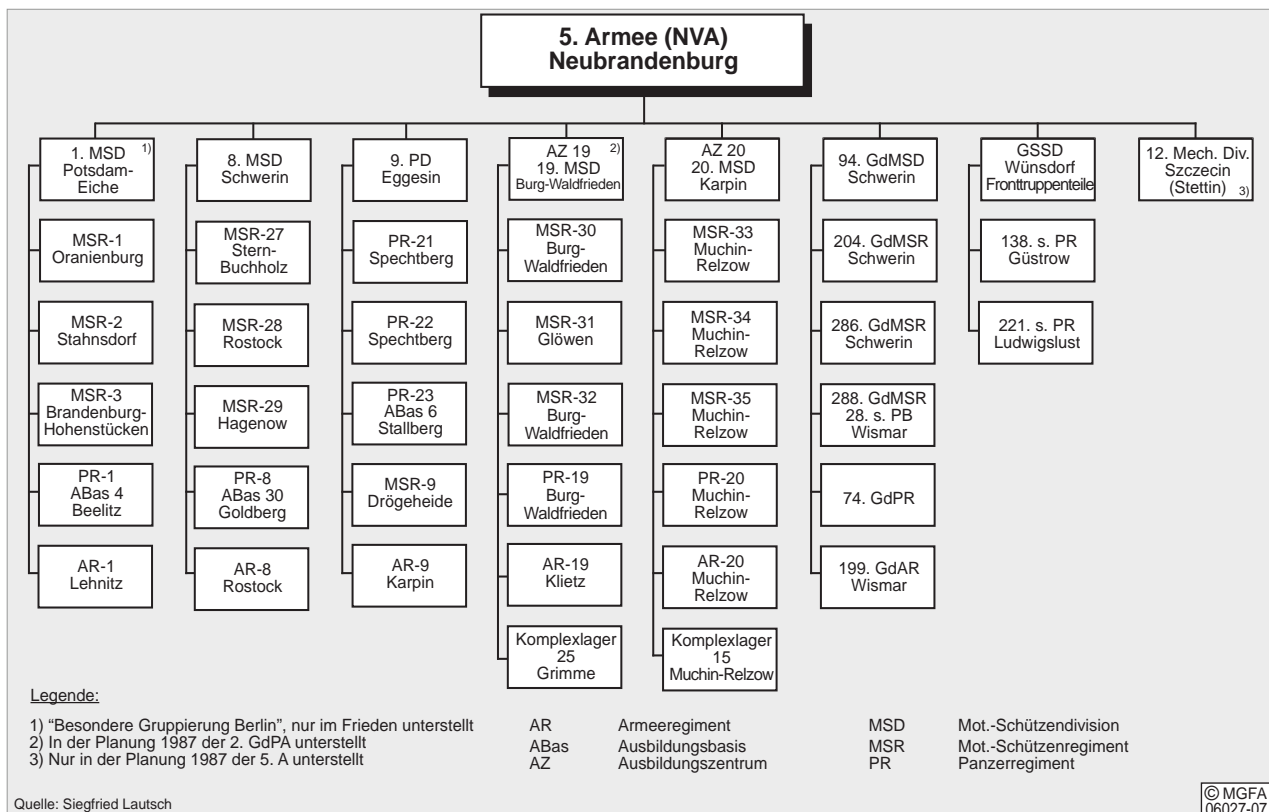 5. Armee (NVA)
Neubrandenburg
1. MSD 1)
Potsdam-
Eiche
MSR-1
Oranienburg
MSR-2
Stahnsdorf
MSR-3
Brandenburg-
Hohenstücken
PR-1
ABas 4
Beelitz
AR-1
Lehnitz
8. MSD
Schwerin
MSR-27
Stern-
Buchholz
MSR-28
Rostock
MSR-29
Hagenow
PR-8
ABas 30
Goldberg
AR-8
Rostock
9. PD
Eggesin
PR-21
Spechtberg
PR-22
Spechtberg
PR-23
ABas 6
Stallberg
MSR-9
Drögeheide
AR-9
Karpin
AZ 19 2)
19. MSD
Burg-Waldfrieden
MSR-30
Burg-
Waldfrieden
MSR-31
Glöwen
MSR-32
Burg-
Waldfrieden
PR-19
Burg-
Waldfrieden
AR-19
Klietz
Komplexlager
25
Grimme
AZ 20
20. MSD
Karpin
MSR-33
Muchin-
Relzow
MSR-34
Muchin-
Relzow
MSR-35
Muchin-
Relzow
PR-20
Muchin-
Relzow
AR-20
Muchin-
Relzow
Komplexlager
15
Muchin-Relzow
94. GdMSD
Schwerin
204. GdMSR
Schwerin
286. GdMSR
Schwerin
288. GdMSR
28. s. PB
Wismar
74. GdPR
199. GdAR
Wismar
GSSD
Wünsdorf
Fronttruppenteile
138. s. PR
Güstrow
221. s. PR
Ludwigslust
12. Mech. Div.
Szczecin
(Stettin) 3)
Legende:
1) “Besondere Gruppierung Berlin”, nur im Frieden unterstellt
2) In der Planung 1987 der 2. GdPA unterstellt
3) Nur in der Planung 1987 der 5. A unterstellt
AR Armeeregiment
ABas Ausbildungsbasis
AZ Ausbildungszentrum
MSD Mot.-Schützendivision
MSR Mot.-Schützenregiment
PR Panzerregiment
Quelle: Siegfried Lautsch
© MGFA
06027-07